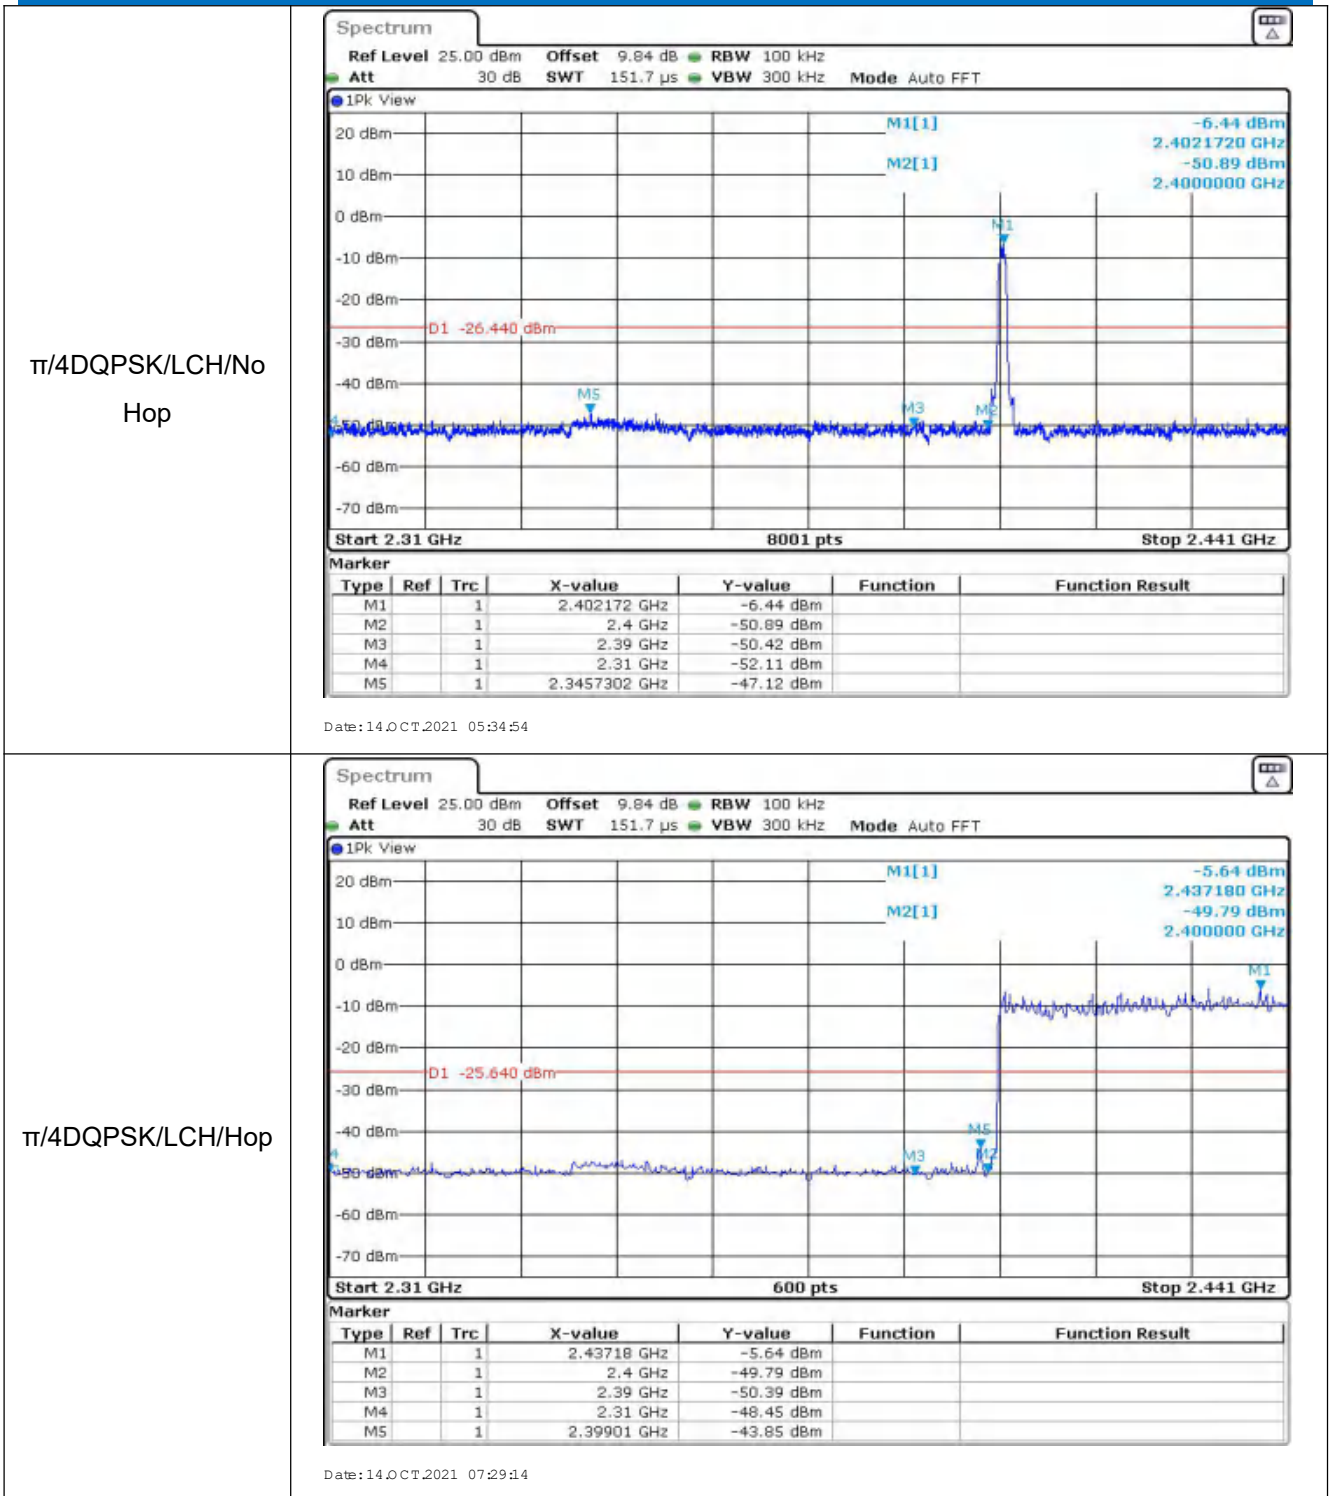 π/4DQPSK/LCH/No
Hop
Spectrum
Ref Level 25.00 dBm Offset 9.84 dB RBW 100 kHz
Att 30 dB SWT 151.7 µs VBW 300 kHz Mode Auto FFT
1Pk View
M1[1] -6.44 dBm
2.4021720 GHz
M2[1] -50.89 dBm
2.4000000 GHz
20 dBm
10 dBm
0 dBm
M1
-10 dBm
-20 dBm
D1 -26.440 dBm
-30 dBm
-40 dBm
M5
M3 M2
4
-60 dBm
-70 dBm
Start 2.31 GHz 8001 pts Stop 2.441 GHz
Marker
Type Ref Trc X-value Y-value Function Function Result
M1 1 2.402172 GHz -6.44 dBm
M2 1 2.4 GHz -50.89 dBm
M3 1 2.39 GHz -50.42 dBm
M4 1 2.31 GHz -52.11 dBm
M5 1 2.3457302 GHz -47.12 dBm
Date:14.OCT.2021 05:34:54
π/4DQPSK/LCH/Hop
Spectrum
Ref Level 25.00 dBm Offset 9.84 dB RBW 100 kHz
Att 30 dB SWT 151.7 µs VBW 300 kHz Mode Auto FFT
1Pk View
M1[1] -5.64 dBm
2.437180 GHz
M2[1] -49.79 dBm
2.400000 GHz
20 dBm
10 dBm
0 dBm
M1
-10 dBm
-20 dBm
D1 -25.640 dBm
-30 dBm
-40 dBm
M5
4 M3 M2
-50 dBm
-60 dBm
-70 dBm
Start 2.31 GHz 600 pts Stop 2.441 GHz
Marker
Type Ref Trc X-value Y-value Function Function Result
M1 1 2.43718 GHz -5.64 dBm
M2 1 2.4 GHz -49.79 dBm
M3 1 2.39 GHz -50.39 dBm
M4 1 2.31 GHz -48.45 dBm
M5 1 2.39901 GHz -43.85 dBm
Date:14.OCT.2021 07:29:14